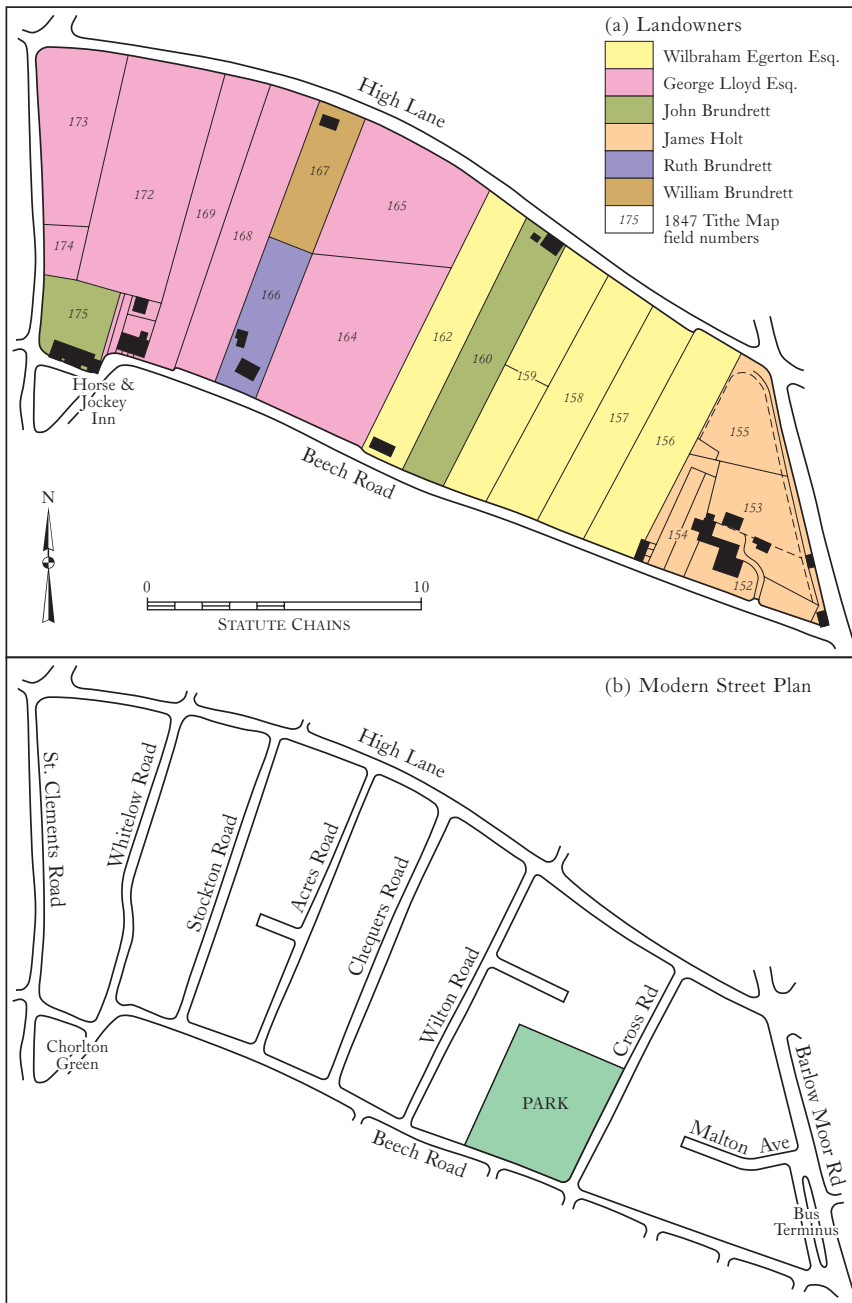 (a) Landowners
Wilbraham Egerton Esq.
George Lloyd Esq.
John Brundrett
James Holt
Ruth Brundrett
William Brundrett
175
1847 Tithe Map
field numbers
High Lane
173
172
174
175
169
168
167
166
165
164
162
160
159
158
157
156
155
154
153
152
Horse &
Jockey
Inn
Beech Road
N
0
10
STATUTE CHAINS
(b) Modern Street Plan
High Lane
St. Clements Road
Whitelow Road
Stockton Road
Acres Road
Chequers Road
Wilton Road
Cross Rd
PARK
Chorlton
Green
Beech Road
Malton Ave
Barlow Moor Rd
Bus
Terminus